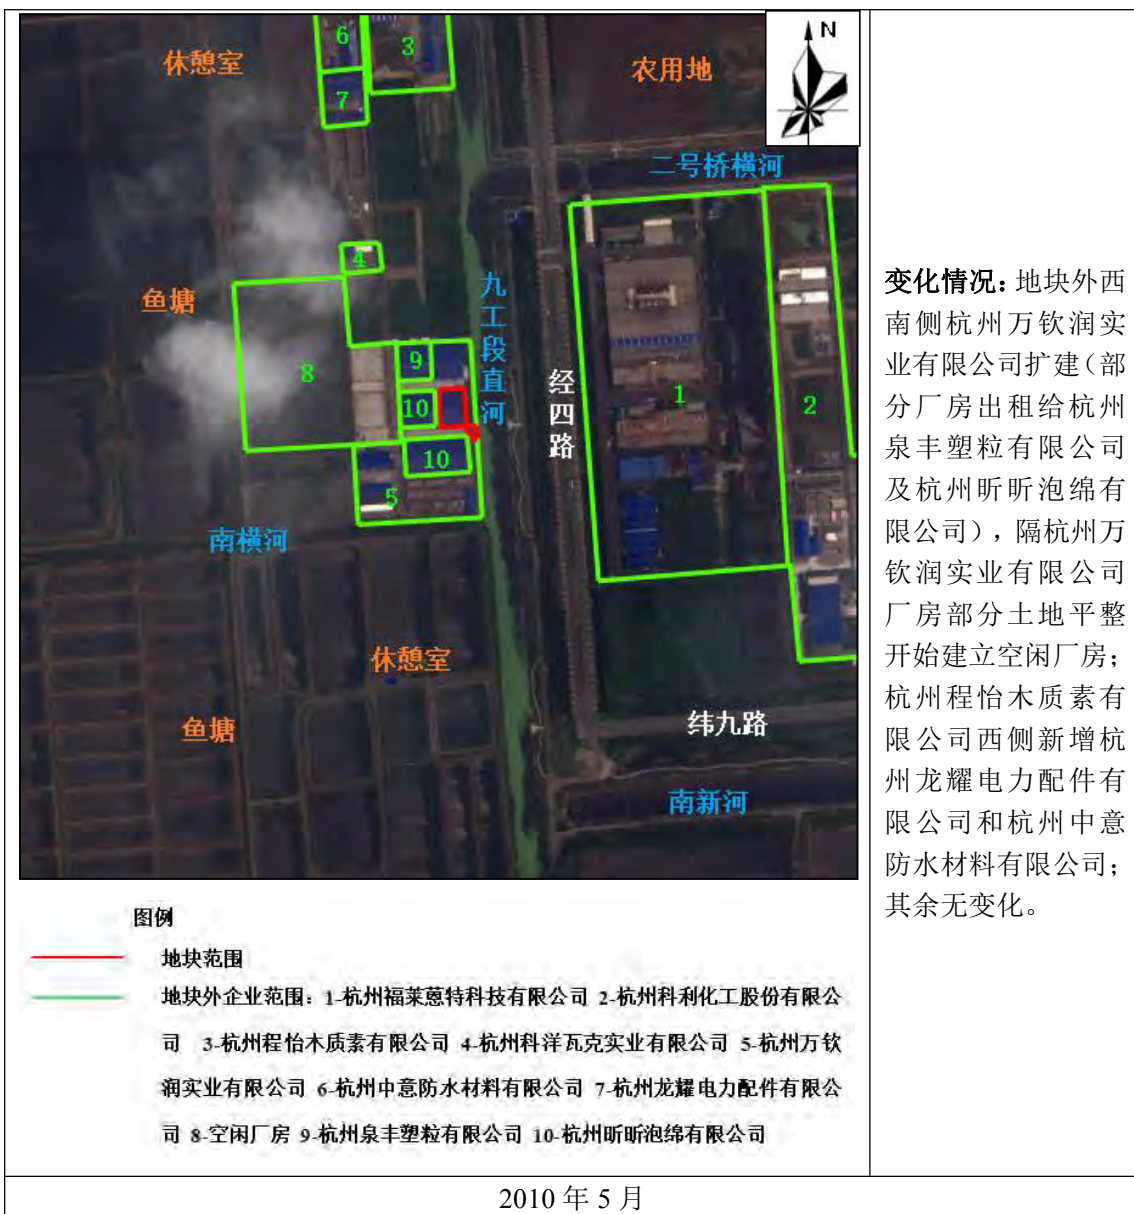 休憩室
6
3
农用地
N
7
二号桥横河
4
鱼塘
九工段直河
8
9
经四路
1
2
10
10
5
南横河
休憩室
鱼塘
纬九路
南新河
图例
地块范围
地块外企业范围：1-杭州福莱蒽特科技有限公司 2-杭州科利化工股份有限公
司 3-杭州程怡木质素有限公司 4-杭州科洋瓦克实业有限公司 5-杭州万钦
润实业有限公司 6-杭州中意防水材料有限公司 7-杭州龙耀电力配件有限公
司 8-空闲厂房 9-杭州泉丰塑粒有限公司 10-杭州昕昕泡绵有限公司
变化情况：地块外西
南侧杭州万钦润实
业有限公司扩建（部
分厂房出租给杭州
泉丰塑粒有限公司
及杭州昕昕泡绵有
限公司），隔杭州万
钦润实业有限公司
厂房部分土地平整
开始建立空闲厂房；
杭州程怡木质素有
限公司西侧新增杭
州龙耀电力配件有
限公司和杭州中意
防水材料有限公司；
其余无变化。
2010 年 5 月